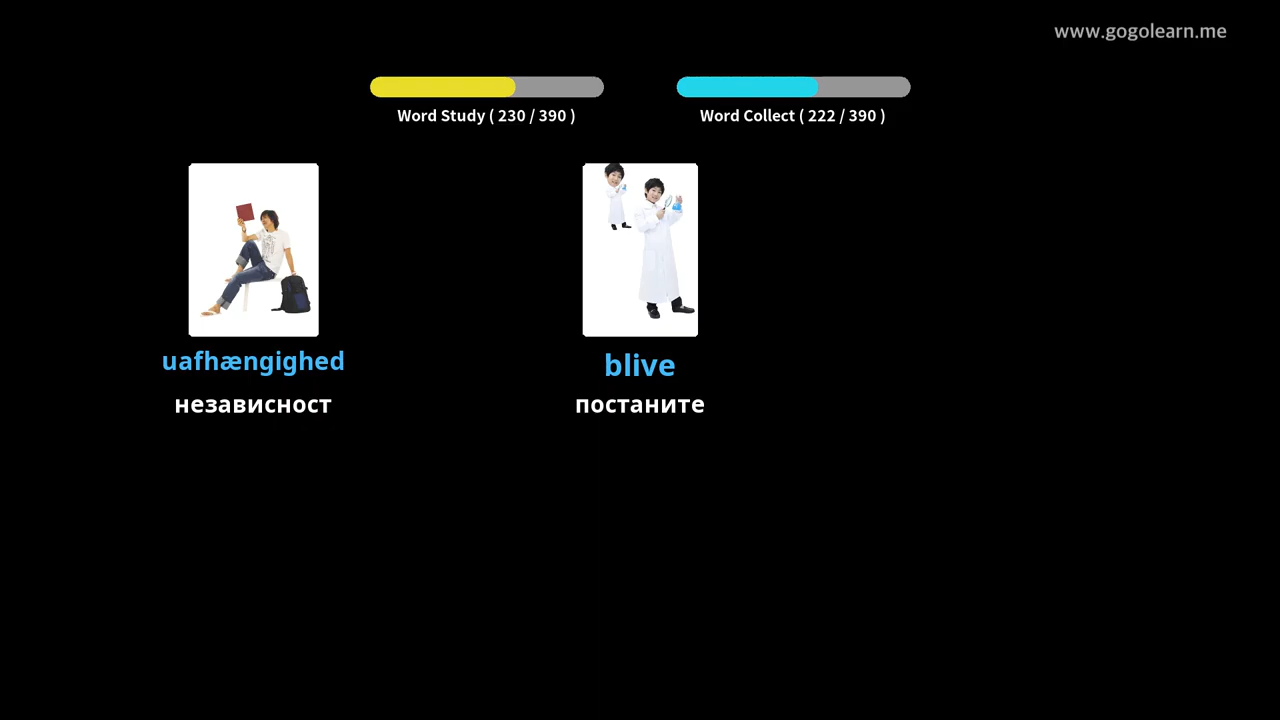 www.gogolearn.me
Word Study ( 230 / 390 )
Word Collect ( 222 / 390 )
uafhængighed
независност
blive
постаните